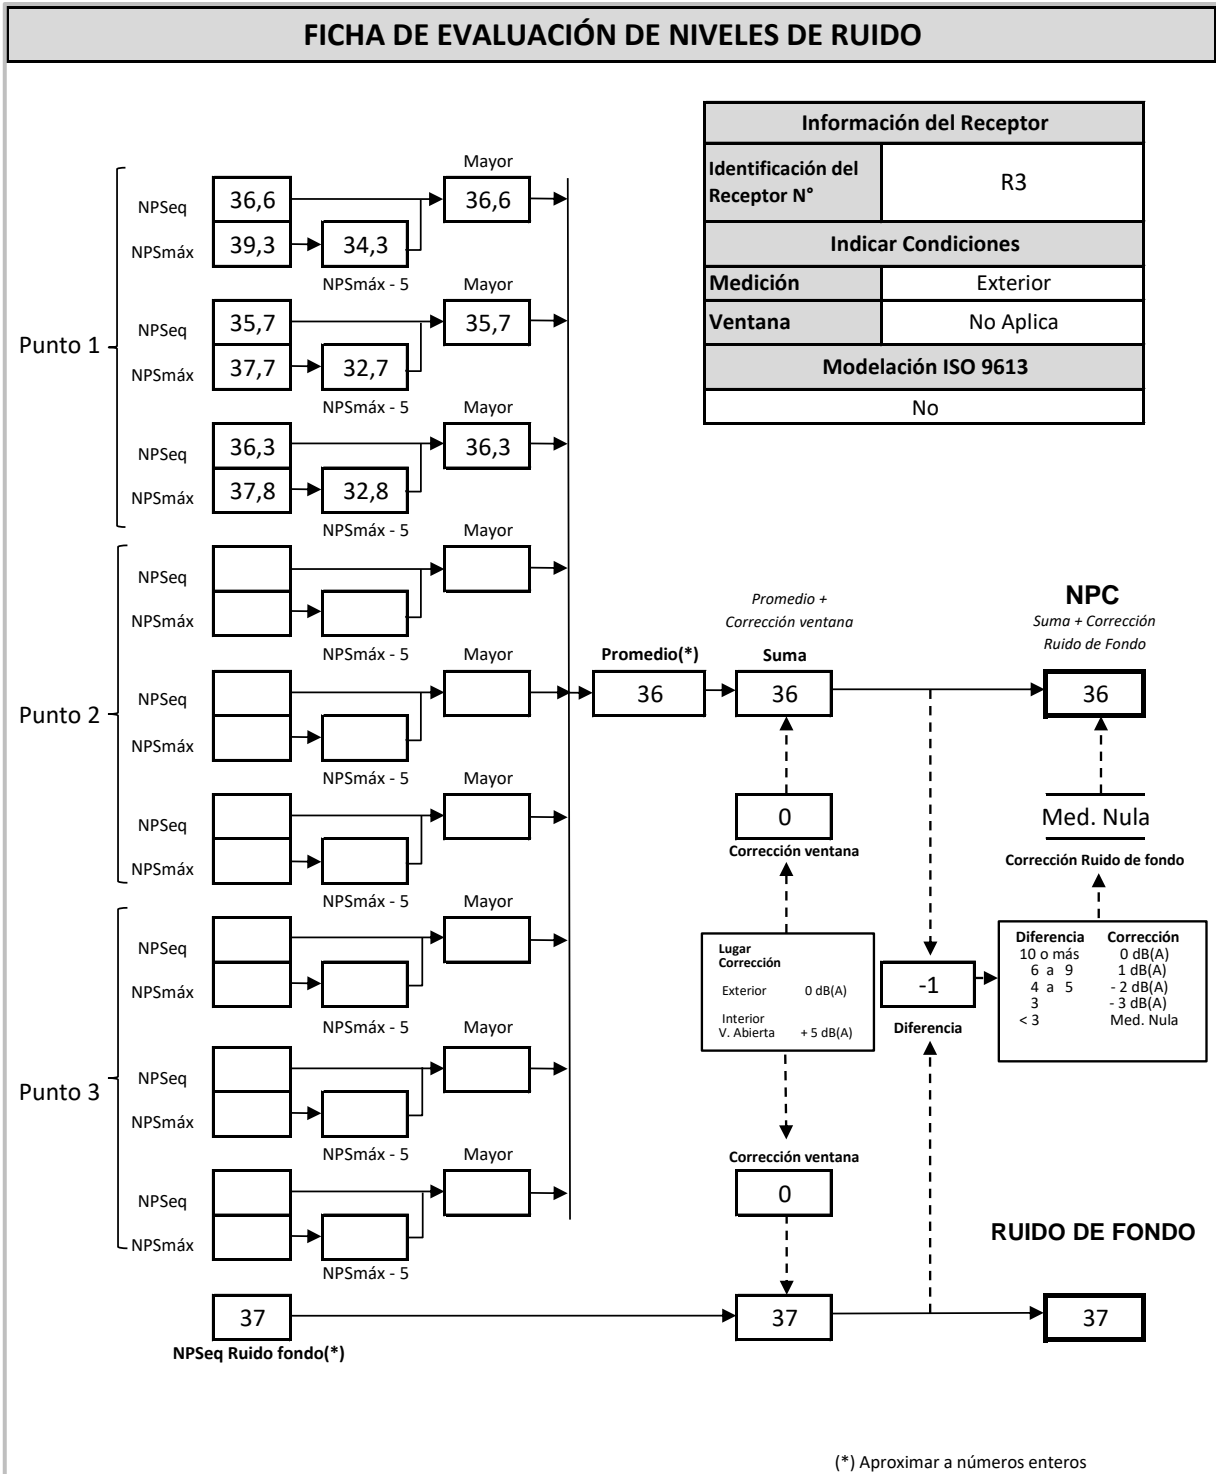 FICHA DE EVALUACIÓN DE NIVELES DE RUIDO
Información del Receptor
Identificación del
Receptor N°
R3
Indicar Condiciones
Medición Exterior
Ventana No Aplica
Modelación ISO 9613
No
Punto 1
Mayor
NPSeq 36,6 36,6
NPSmáx 39,3 34,3
NPSmáx - 5 Mayor
NPSeq 35,7 35,7
NPSmáx 37,7 32,7
NPSmáx - 5 Mayor
NPSeq 36,3 36,3
NPSmáx 37,8 32,8
NPSmáx - 5 Mayor
Punto 2
NPSeq
NPSmáx
NPSmáx - 5 Mayor
NPSeq
NPSmáx
NPSmáx - 5 Mayor
NPSeq
NPSmáx
NPSmáx - 5 Mayor
Punto 3
NPSeq
NPSmáx
NPSmáx - 5 Mayor
NPSeq
NPSmáx
NPSmáx - 5 Mayor
NPSeq
NPSmáx
NPSmáx - 5
37
NPSeq Ruido fondo(*)
Promedio(*)
36
Promedio +
Corrección ventana
Suma
36
0
Corrección ventana
Lugar
Corrección
Exterior 0 dB(A)
Interior
V. Abierta + 5 dB(A)
Corrección ventana
0
37
-1
Diferencia
NPC
Suma + Corrección
Ruido de Fondo
36
Med. Nula
Corrección Ruido de fondo
Diferencia Corrección
10 o más 0 dB(A)
6 a 9 1 dB(A)
4 a 5 - 2 dB(A)
3 - 3 dB(A)
< 3 Med. Nula
RUIDO DE FONDO
37
(*) Aproximar a números enteros